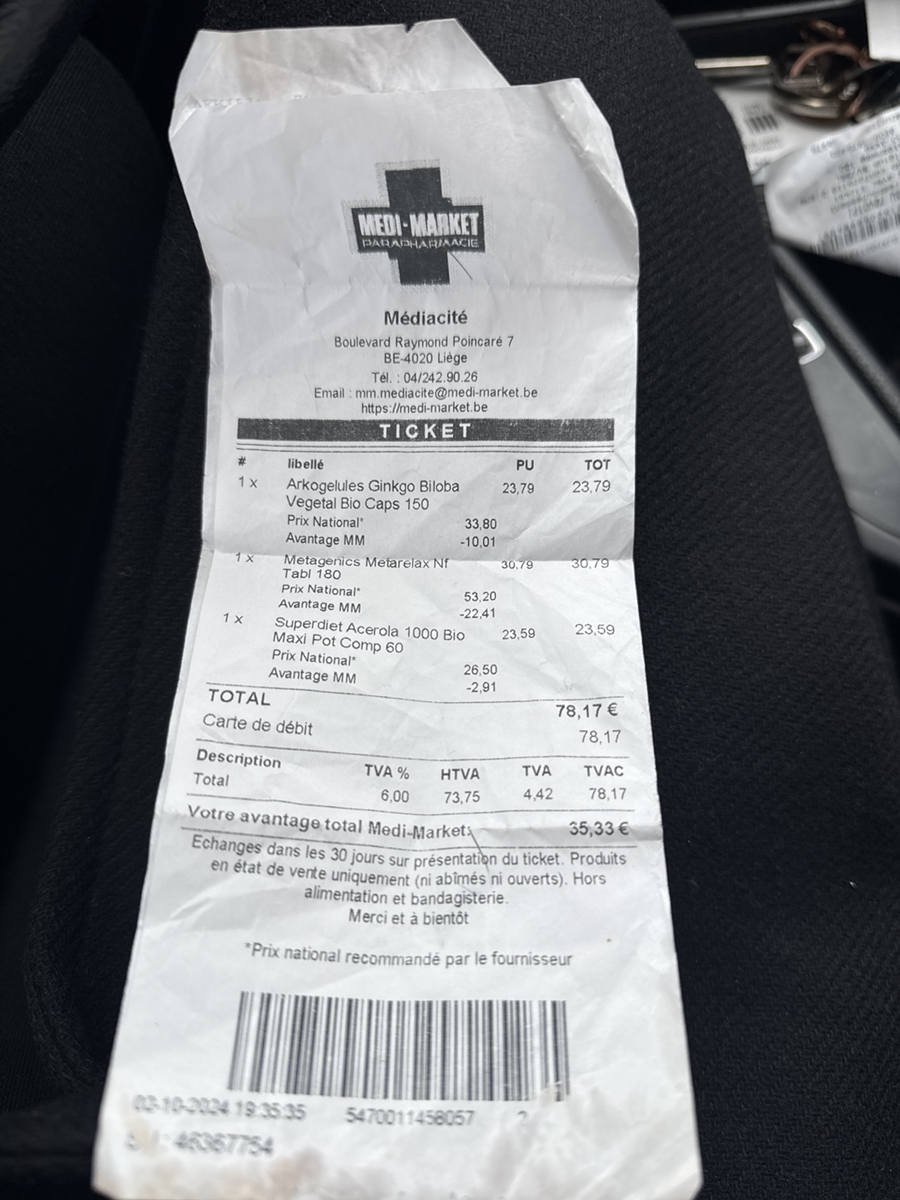 MEDI-MARKET
PARAPHARMACIE
Médiacité
Boulevard Raymond Poincaré 7
BE-4020 Liège
Tél. : 04/242.90.26
Email : mm.mediacite@medi-market.be
https://medi-market.be
TICKET
# libellé PU TOT
1 x Arkogelules Ginkgo Biloba 23,79 23,79
Vegetal Bio Caps 150
Prix National* 33,80
Avantage MM -10,01
1 x Metagenics Metarelax Nf 30,79 30,79
Tabl 180
Prix National* 53,20
Avantage MM -22,41
1 x Superdiet Acerola 1000 Bio 23,59 23,59
Maxi Pot Comp 60
Prix National* 26,50
Avantage MM -2,91
TOTAL 78,17 €
Carte de débit 78,17
Description TVA % HTVA TVA TVAC
Total 6,00 73,75 4,42 78,17
Votre avantage total Medi-Market: 35,33 €
Echanges dans les 30 jours sur présentation du ticket. Produits
en état de vente uniquement (ni abîmés ni ouverts). Hors
alimentation et bandagisterie.
Merci et à bientôt
*Prix national recommandé par le fournisseur
03-10-2024 19:35:35 5470011458057
46367754